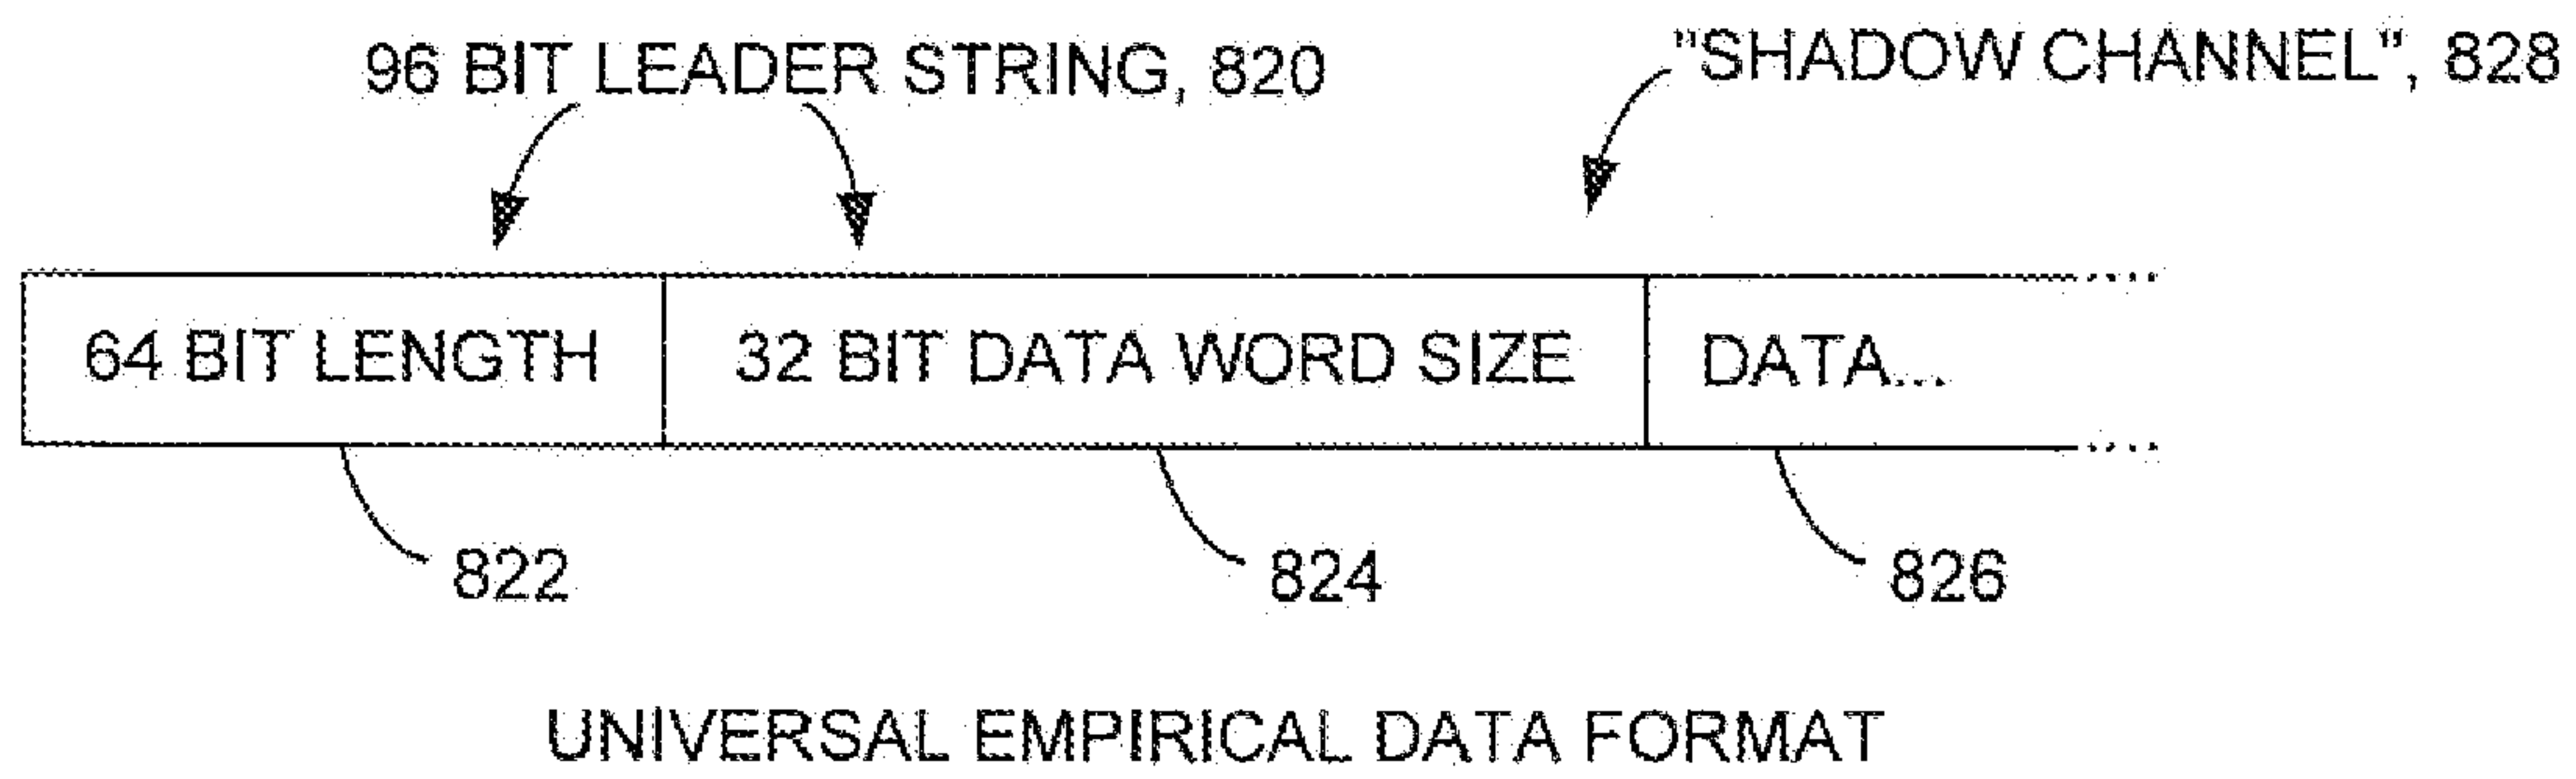 96 BIT LEADER STRING, 820
"SHADOW CHANNEL", 828
64 BIT LENGTH
32 BIT DATA WORD SIZE
DATA...
822
824
826
UNIVERSAL EMPIRICAL DATA FORMAT